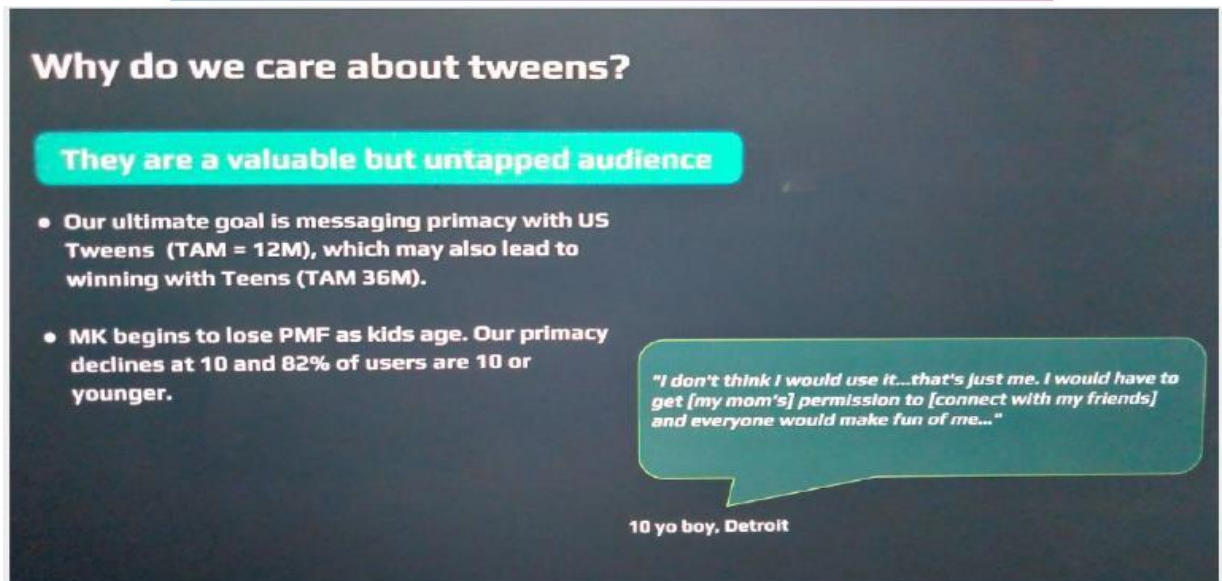 Why do we care about tweens?
They are a valuable but untapped audience
• Our ultimate goal is messaging primacy with US
Tweens (TAM = 12M), which may also lead to
winning with Teens (TAM 36M).
• MK begins to lose PMF as kids age. Our primacy
declines at 10 and 82% of users are 10 or
younger.
"I don't think I would use it...that's just me. I would have to
get [my mom's] permission to [connect with my friends]
and everyone would make fun of me..."
10 yo boy, Detroit